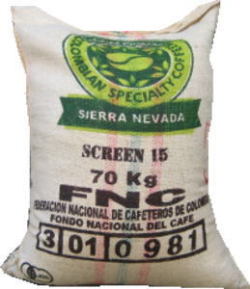 COLOMBIAN SPECIALTY COFFEE
SIERRA NEVADA
SCREEN 15
70 Kg
FNC
FEDERACION NACIONAL DE CAFETEROS DE COLOMBIA
FONDO NACIONAL DEL CAFE
3 010 0981